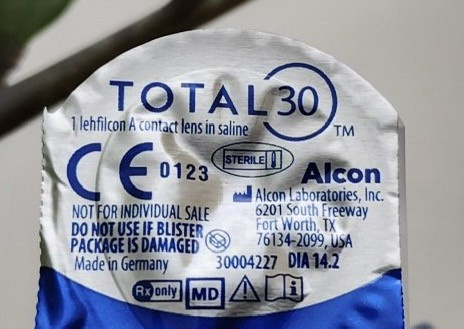 TOTAL 30 TM
1 lehfilcon A contact lens in saline
CE 0123
STERILE
Alcon
Alcon Laboratories, Inc.
6201 South Freeway
Fort Worth, TX
76134-2099, USA
NOT FOR INDIVIDUAL SALE
DO NOT USE IF BLISTER
PACKAGE IS DAMAGED
Made in Germany
30004227 DIA 14.2
Rx only
MD